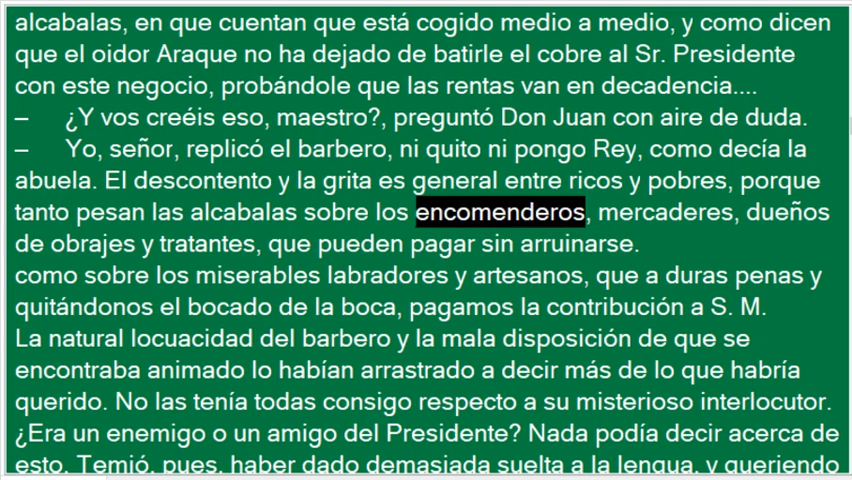 alcabalas, en que cuentan que está cogido medio a medio, y como dicen
que el oidor Araque no ha dejado de batirle el cobre al Sr. Presidente
con este negocio, probándole que las rentas van en decadencia....
– ¿Y vos creéis eso, maestro?, preguntó Don Juan con aire de duda.
– Yo, señor, replicó el barbero, ni quito ni pongo Rey, como decía la
abuela. El descontento y la grita es general entre ricos y pobres, porque
tanto pesan las alcabalas sobre los encomenderos, mercaderes, dueños
de obrajes y tratantes, que pueden pagar sin arruinarse.
como sobre los miserables labradores y artesanos, que a duras penas y
quitándonos el bocado de la boca, pagamos la contribución a S. M.
La natural locuacidad del barbero y la mala disposición de que se
encontraba animado lo habían arrastrado a decir más de lo que habría
querido. No las tenía todas consigo respecto a su misterioso interlocutor.
¿Era un enemigo o un amigo del Presidente? Nada podía decir acerca de
esto. Temió, pues, haber dado demasiada suelta a la lengua, y queriendo